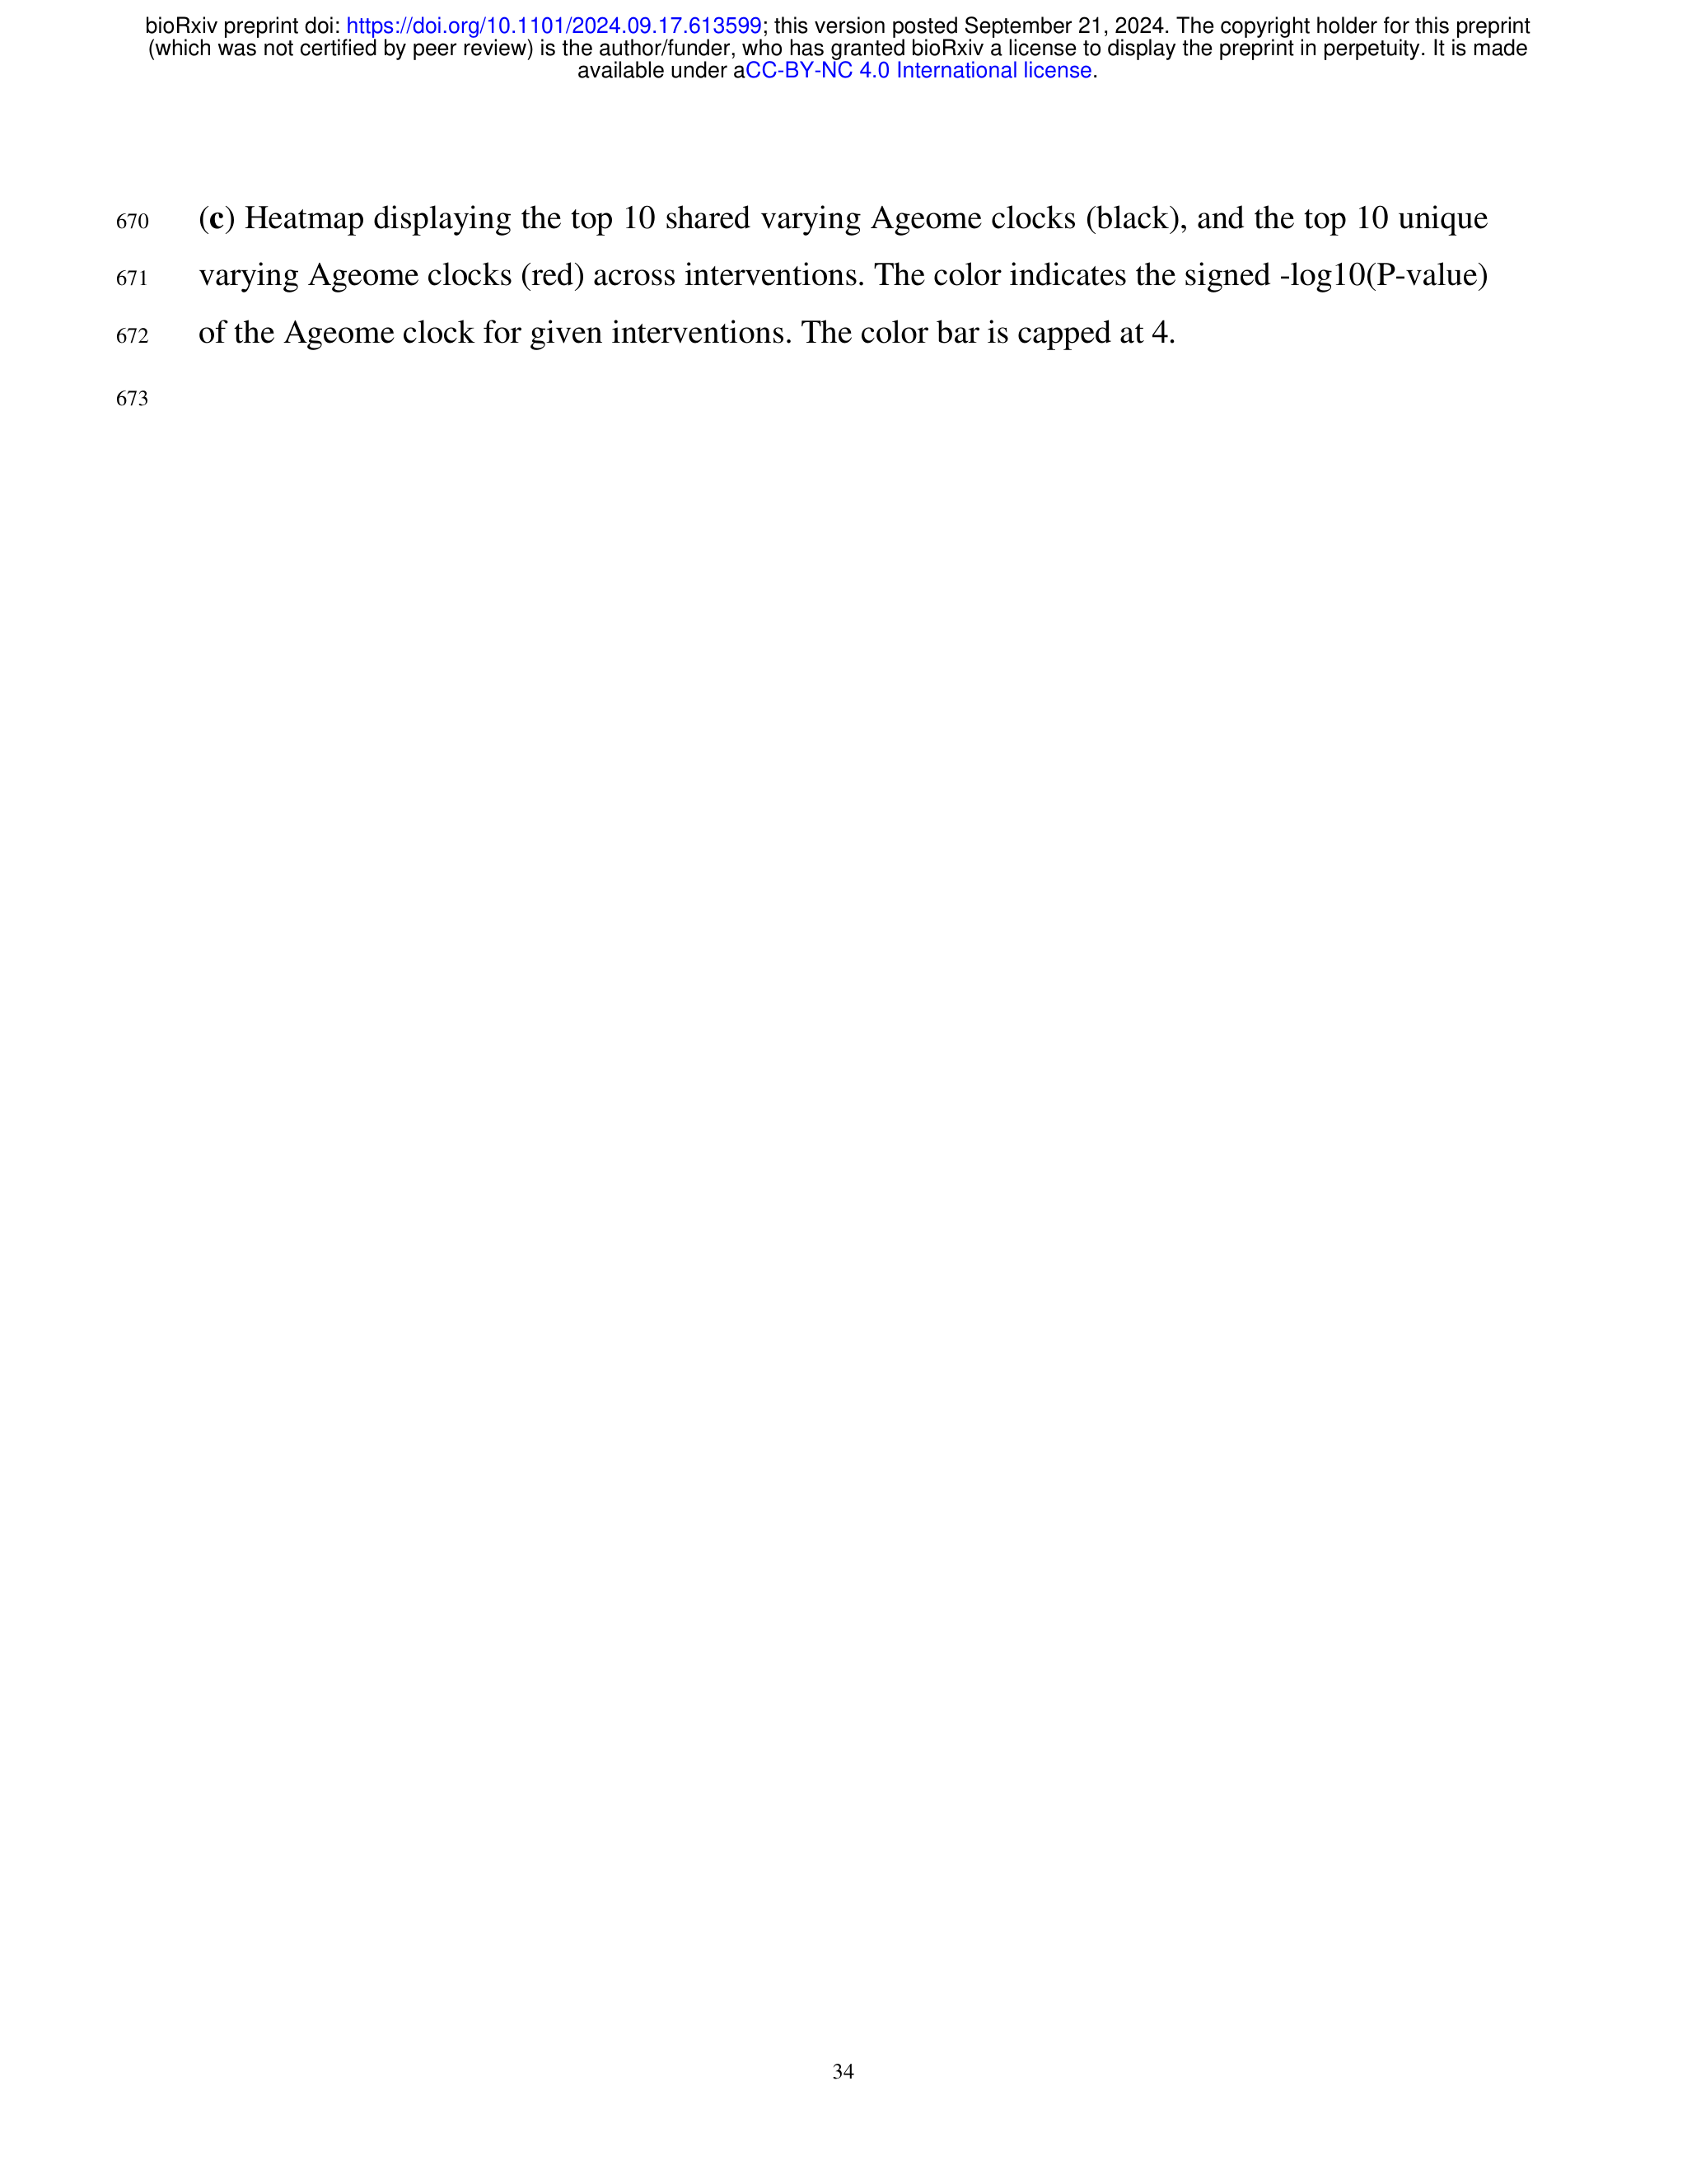 bioRxiv preprint doi: https://doi.org/10.1101/2024.09.17.613599; this version posted September 21, 2024. The copyright holder for this preprint
(which was not certified by peer review) is the author/funder, who has granted bioRxiv a license to display the preprint in perpetuity. It is made
available under aCC-BY-NC 4.0 International license.
670 (c) Heatmap displaying the top 10 shared varying Ageome clocks (black), and the top 10 unique
671 varying Ageome clocks (red) across interventions. The color indicates the signed -log10(P-value)
672 of the Ageome clock for given interventions. The color bar is capped at 4.
673
34